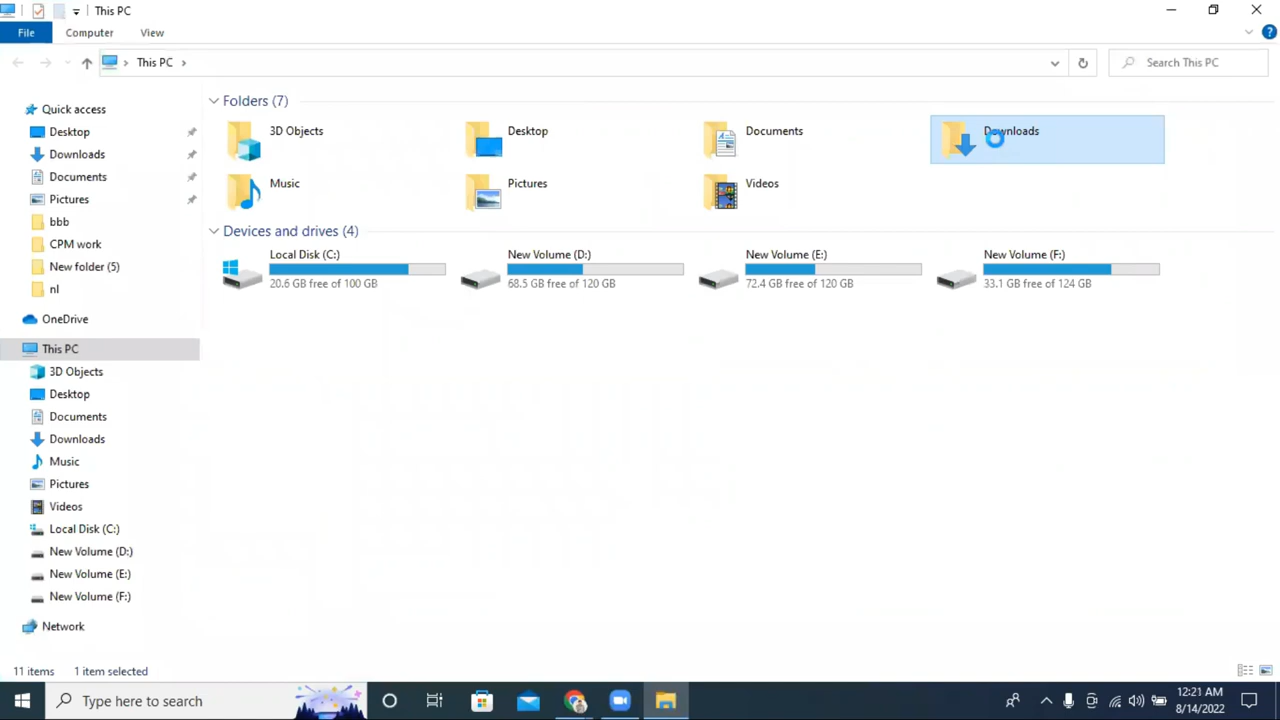 This PC
File Computer View
This PC Search This PC
Quick access
Desktop
Downloads
Documents
Pictures
bbb
CPM work
New folder (5)
nl
OneDrive
This PC
3D Objects
Desktop
Documents
Downloads
Music
Pictures
Videos
Local Disk (C:)
New Volume (D:)
New Volume (E:)
New Volume (F:)
Network
Folders (7)
3D Objects Desktop Documents Downloads
Music Pictures Videos
Devices and drives (4)
Local Disk (C:) New Volume (D:) New Volume (E:) New Volume (F:)
20.6 GB free of 100 GB 68.5 GB free of 120 GB 72.4 GB free of 120 GB 33.1 GB free of 124 GB
11 items 1 item selected
Type here to search
12:21 AM
8/14/2022